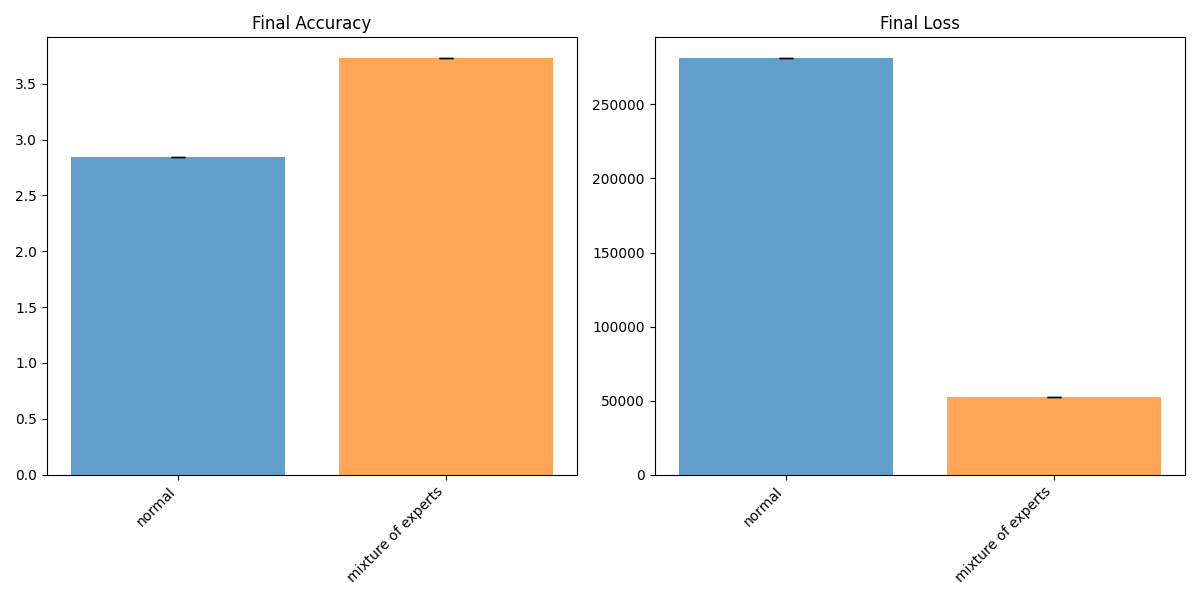 Final Accuracy
3.5
3.0
2.5
2.0
1.5
1.0
0.5
0.0
normal
mixture of experts
Final Loss
250000
200000
150000
100000
50000
0
normal
mixture of experts